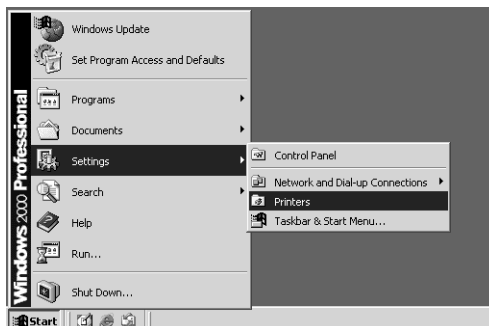 Windows Update
Set Program Access and Defaults
Programs
Documents
Settings
Search
Help
Run...
Shut Down...
Windows 2000 Professional
Control Panel
Network and Dial-up Connections
Printers
Taskbar & Start Menu...
Start